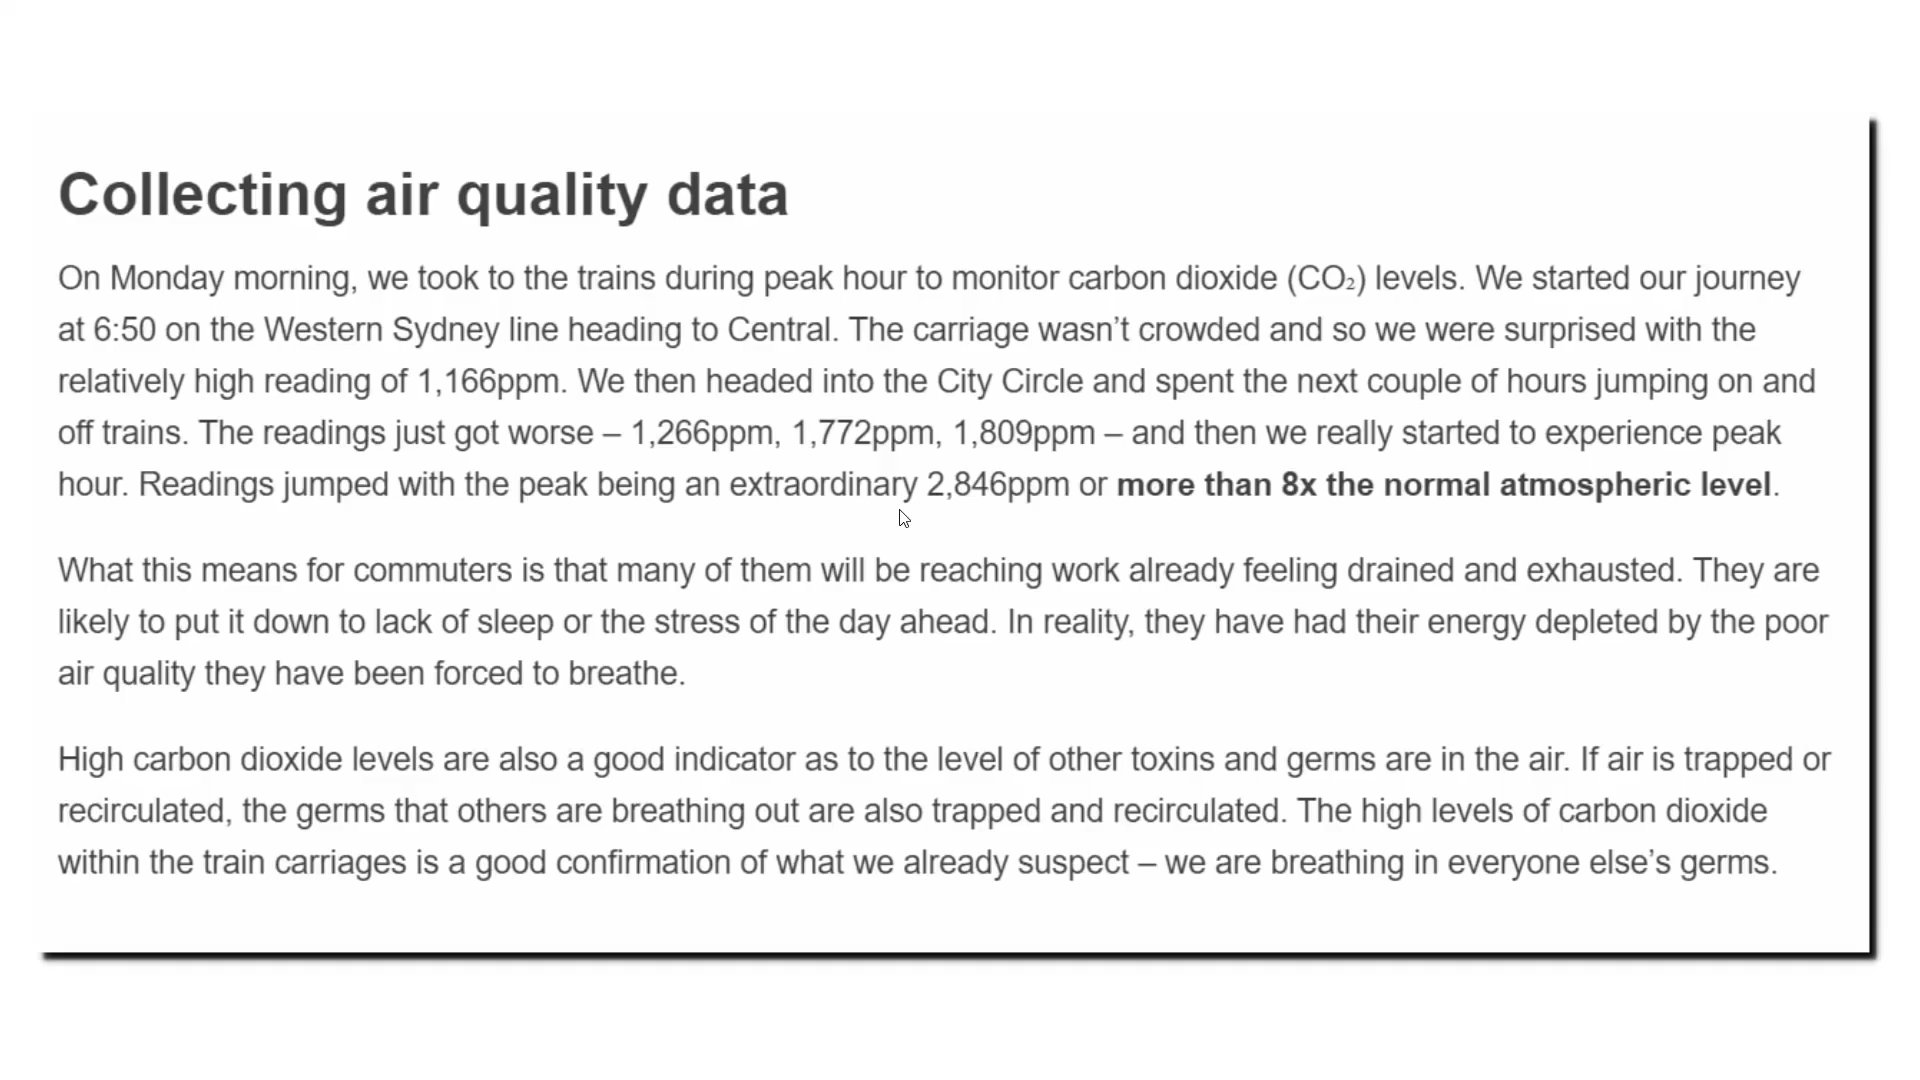 Collecting air quality data
On Monday morning, we took to the trains during peak hour to monitor carbon dioxide (CO₂) levels. We started our journey
at 6:50 on the Western Sydney line heading to Central. The carriage wasn’t crowded and so we were surprised with the
relatively high reading of 1,166ppm. We then headed into the City Circle and spent the next couple of hours jumping on and
off trains. The readings just got worse – 1,266ppm, 1,772ppm, 1,809ppm – and then we really started to experience peak
hour. Readings jumped with the peak being an extraordinary 2,846ppm or more than 8x the normal atmospheric level.
What this means for commuters is that many of them will be reaching work already feeling drained and exhausted. They are
likely to put it down to lack of sleep or the stress of the day ahead. In reality, they have had their energy depleted by the poor
air quality they have been forced to breathe.
High carbon dioxide levels are also a good indicator as to the level of other toxins and germs are in the air. If air is trapped or
recirculated, the germs that others are breathing out are also trapped and recirculated. The high levels of carbon dioxide
within the train carriages is a good confirmation of what we already suspect – we are breathing in everyone else’s germs.